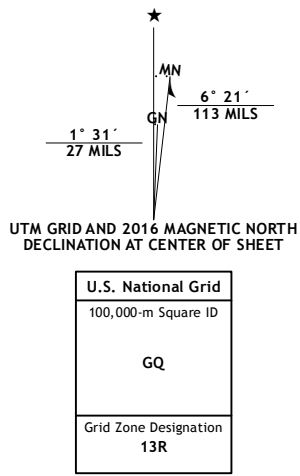 ★
MN
GN
6° 21´
113 MILS
1° 31´
27 MILS
UTM GRID AND 2016 MAGNETIC NORTH
DECLINATION AT CENTER OF SHEET
U.S. National Grid
100,000-m Square ID
GQ
Grid Zone Designation
13R